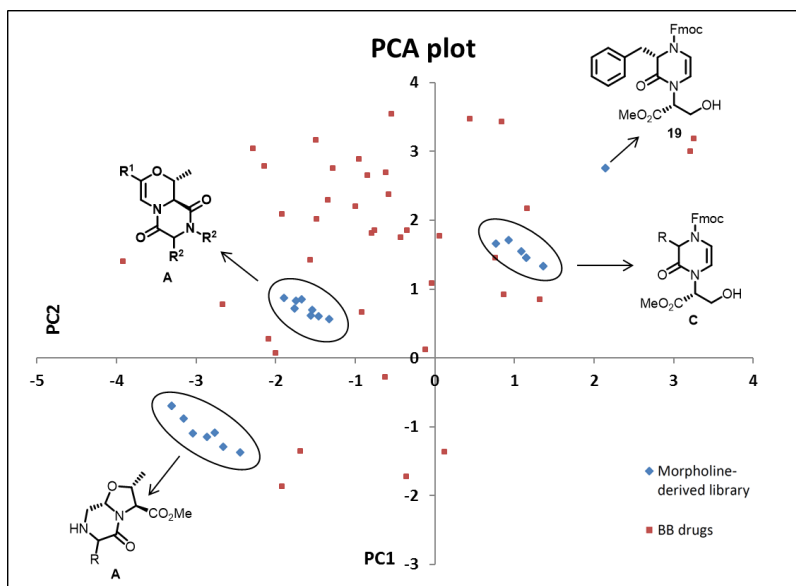 PCA plot
4
3
2
1
0
-1
-2
-3
-5
-4
-3
-2
-1
0
1
2
3
4
PC2
PC1
Fmoc
N
O
N
MeO₂C
OH
19
R¹
O
N
O
N
R²
O
R²
A
Fmoc
R
N
O
N
MeO₂C
OH
C
O
N
CO₂Me
HN
O
R
A
Morpholine-
derived library
BB drugs